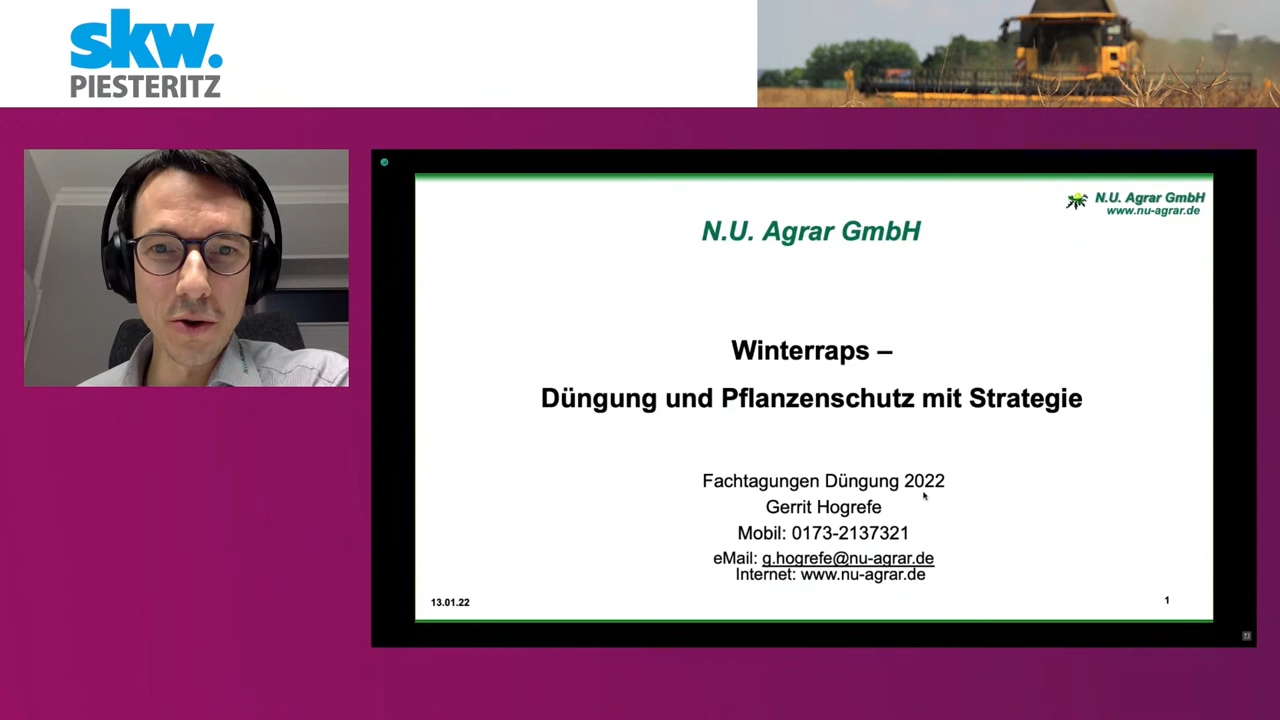 skw.
PIESTERITZ
N.U. Agrar GmbH
www.nu-agrar.de
N.U. Agrar GmbH
Winterraps –
Düngung und Pflanzenschutz mit Strategie
Fachtagungen Düngung 2022
Gerrit Hogrefe
Mobil: 0173-2137321
eMail: g.hogrefe@nu-agrar.de
Internet: www.nu-agrar.de
13.01.22
1